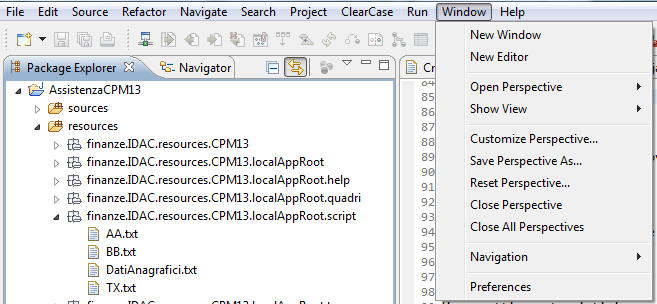 File Edit Source Refactor Navigate Search Project ClearCase Run Window Help
Package Explorer
Navigator
AssistenzaCPM13
sources
resources
finanze.IDAC.resources.CPM13
finanze.IDAC.resources.CPM13.localAppRoot
finanze.IDAC.resources.CPM13.localAppRoot.help
finanze.IDAC.resources.CPM13.localAppRoot.quadri
finanze.IDAC.resources.CPM13.localAppRoot.script
AA.txt
BB.txt
DatiAnagrafici.txt
TX.txt
Cr
84
85
86
87
88
89
90
91
92
93
94
95
96
97
98
New Window
New Editor
Open Perspective
Show View
Customize Perspective...
Save Perspective As...
Reset Perspective...
Close Perspective
Close All Perspectives
Navigation
Preferences